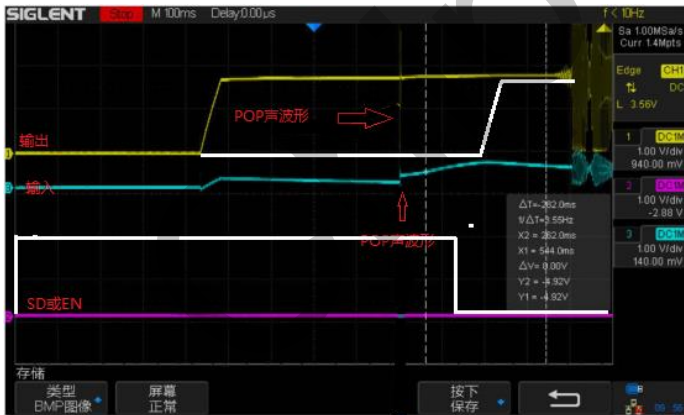 SIGLENT Stop M 100ms Delay:0.00μs f < 10Hz
Sa 1.00MSa/s
Curr 1.4Mpts
Edge CH1
DC
L 3.56V
1 DC1M
1.00 V/div
940.00 mV
2 DC1M
1.00 V/div
-2.88 V
3 DC1M
1.00 V/div
140.00 mV
POP声波形
输出
输入
POP声波形
SD或EN
ΔT=-282.0ms
1/ΔT=3.55Hz
X2 = 262.0ms
X1 = 544.0ms
ΔV= 0.00V
Y2 = -4.92V
Y1 = -4.92V
存储
类型
BMP图像
屏幕
正常
按下
保存
09:56